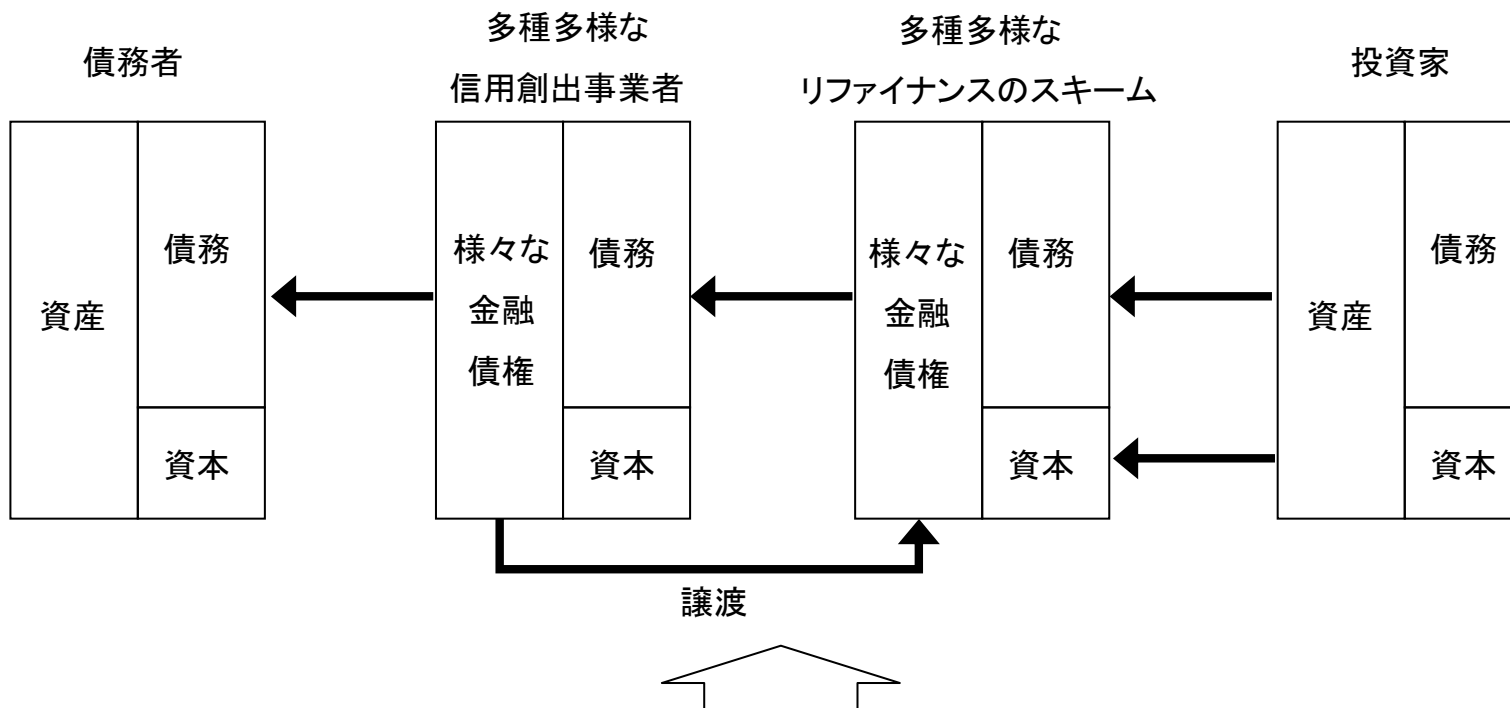 債務者
多種多様な
信用創出事業者
多種多様な
リファイナンスのスキーム
投資家
資産
債務
資本
様々な
金融
債権
債務
資本
様々な
金融
債権
債務
資本
資産
債務
資本
譲渡